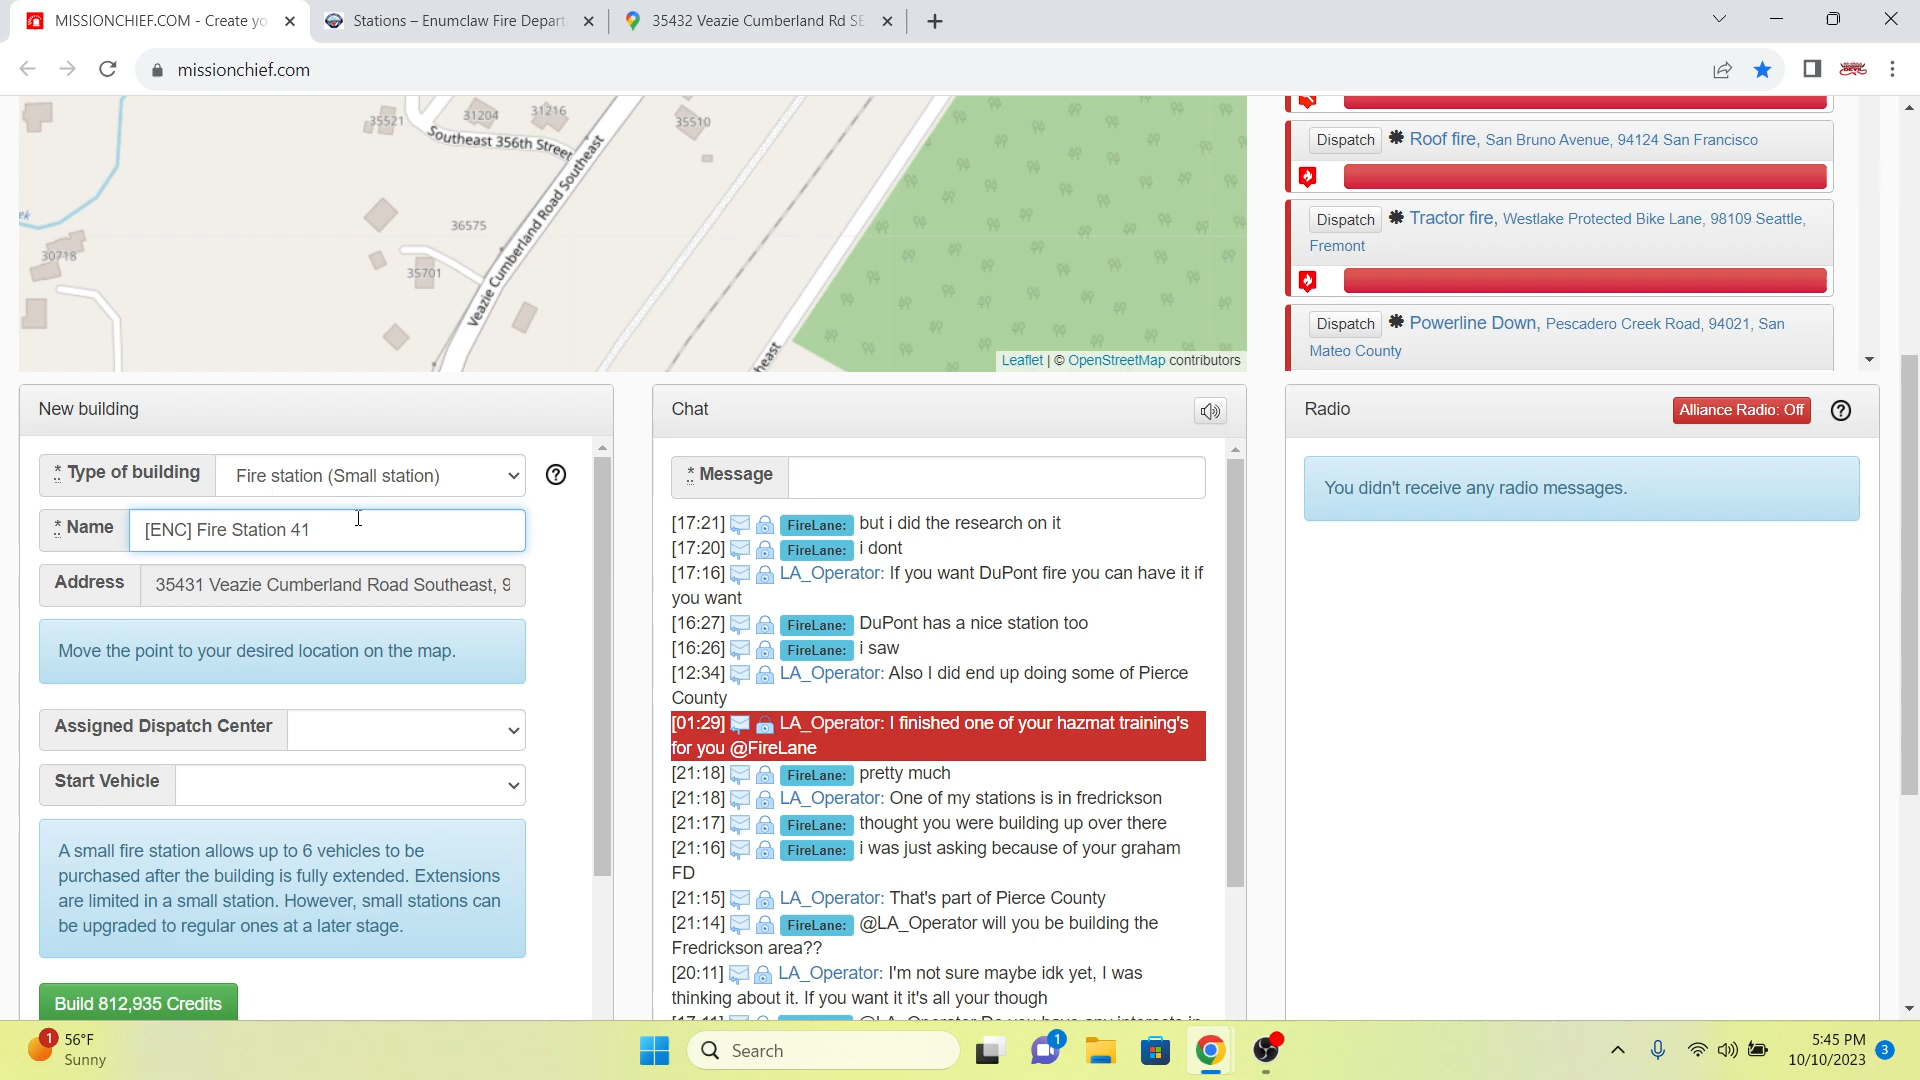 MISSIONCHIEF.COM - Create yo
Stations – Enumclaw Fire Depart
35432 Veazie Cumberland Rd SE
missionchief.com
35521
31204
31216
35510
Southeast 356th Street
Veazie Cumberland Road Southeast
36575
30718
35701
Leaflet | © OpenStreetMap contributors
Dispatch Roof fire, San Bruno Avenue, 94124 San Francisco
Dispatch Tractor fire, Westlake Protected Bike Lane, 98109 Seattle,
Fremont
Dispatch Powerline Down, Pescadero Creek Road, 94021, San
Mateo County
New building
* Type of building Fire station (Small station)
* Name [ENC] Fire Station 41
Address 35431 Veazie Cumberland Road Southeast, 9
Move the point to your desired location on the map.
Assigned Dispatch Center
Start Vehicle
A small fire station allows up to 6 vehicles to be
purchased after the building is fully extended. Extensions
are limited in a small station. However, small stations can
be upgraded to regular ones at a later stage.
Build 812,935 Credits
Chat
* Message
[17:21] FireLane: but i did the research on it
[17:20] FireLane: i dont
[17:16] LA_Operator: If you want DuPont fire you can have it if
you want
[16:27] FireLane: DuPont has a nice station too
[16:26] FireLane: i saw
[12:34] LA_Operator: Also I did end up doing some of Pierce
County
[01:29] LA_Operator: I finished one of your hazmat training's
for you @FireLane
[21:18] FireLane: pretty much
[21:18] LA_Operator: One of my stations is in fredrickson
[21:17] FireLane: thought you were building up over there
[21:16] FireLane: i was just asking because of your graham
FD
[21:15] LA_Operator: That's part of Pierce County
[21:14] FireLane: @LA_Operator will you be building the
Fredrickson area??
[20:11] LA_Operator: I'm not sure maybe idk yet, I was
thinking about it. If you want it it's all your though
Radio
Alliance Radio: Off
You didn't receive any radio messages.
1
56°F
Sunny
Search
1
5:45 PM
10/10/2023
3